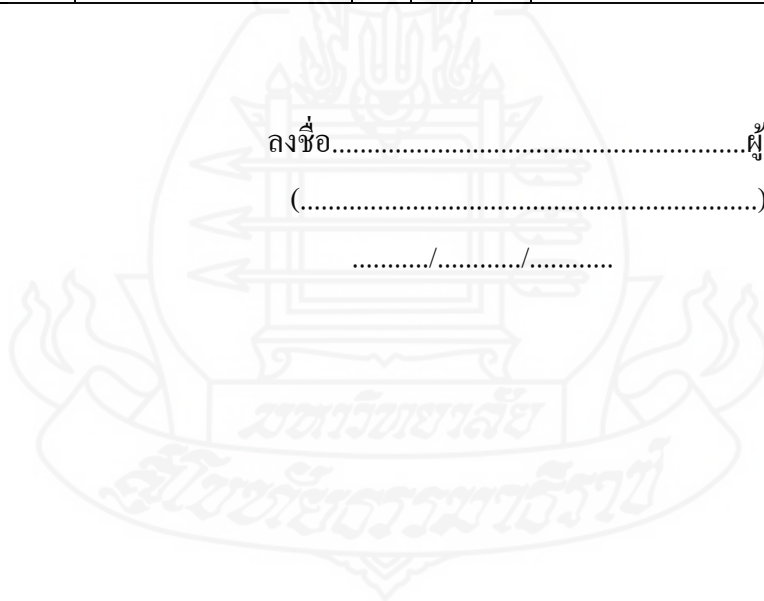 ลงชื่อ...........................................................ผู้
(.................................................................)
.........../............/............
มหาวิทยาลัย
สุโขทัยธรรมาธิราช